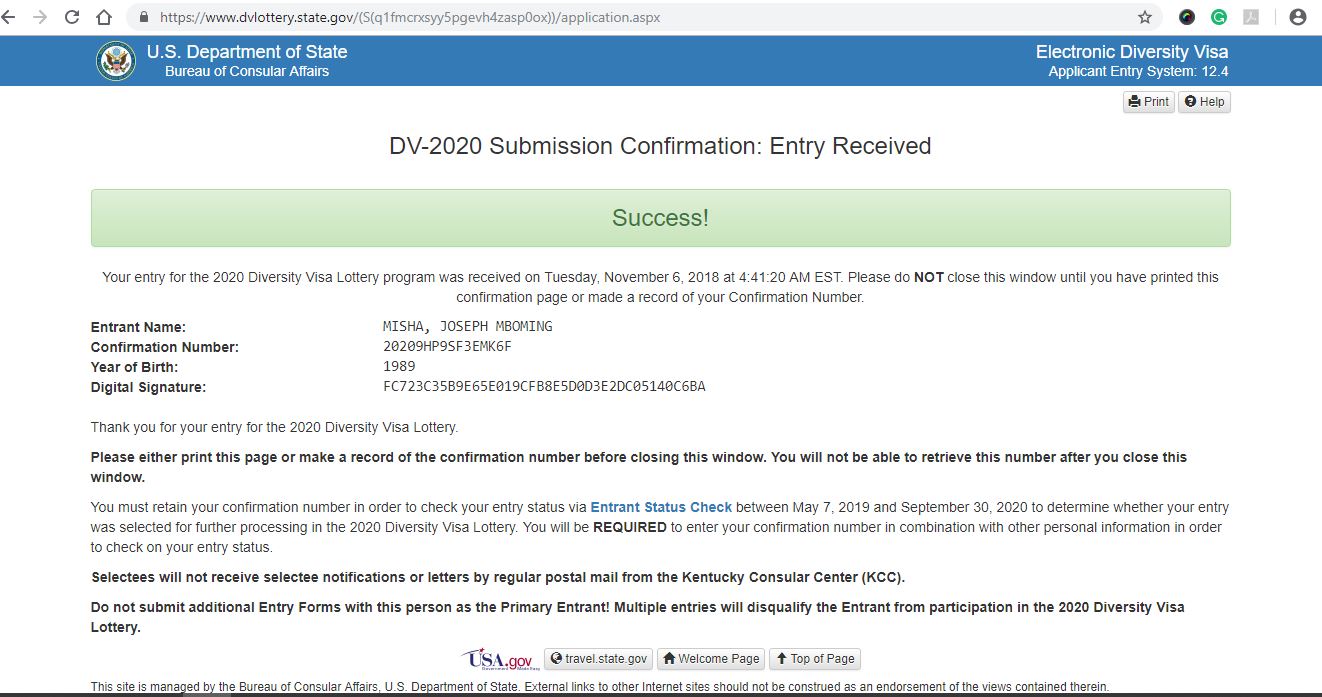 https://www.dvlottery.state.gov/(S(q1fmcrxsyy5pgevh4zasp0ox))/application.aspx
U.S. Department of State
Bureau of Consular Affairs
Electronic Diversity Visa
Applicant Entry System: 12.4
Print Help
DV-2020 Submission Confirmation: Entry Received
Success!
Your entry for the 2020 Diversity Visa Lottery program was received on Tuesday, November 6, 2018 at 4:41:20 AM EST. Please do NOT close this window until you have printed this
confirmation page or made a record of your Confirmation Number.
Entrant Name: MISHA, JOSEPH MBOMING
Confirmation Number: 20209HP9SF3EMK6F
Year of Birth: 1989
Digital Signature: FC723C35B9E65E019CFB8E5D0D3E2DC05140C6BA
Thank you for your entry for the 2020 Diversity Visa Lottery.
Please either print this page or make a record of the confirmation number before closing this window. You will not be able to retrieve this number after you close this
window.
You must retain your confirmation number in order to check your entry status via Entrant Status Check between May 7, 2019 and September 30, 2020 to determine whether your entry
was selected for further processing in the 2020 Diversity Visa Lottery. You will be REQUIRED to enter your confirmation number in combination with other personal information in order
to check on your entry status.
Selectees will not receive selectee notifications or letters by regular postal mail from the Kentucky Consular Center (KCC).
Do not submit additional Entry Forms with this person as the Primary Entrant! Multiple entries will disqualify the Entrant from participation in the 2020 Diversity Visa
Lottery.
USA.gov travel.state.gov Welcome Page Top of Page
This site is managed by the Bureau of Consular Affairs, U.S. Department of State. External links to other Internet sites should not be construed as an endorsement of the views contained therein.